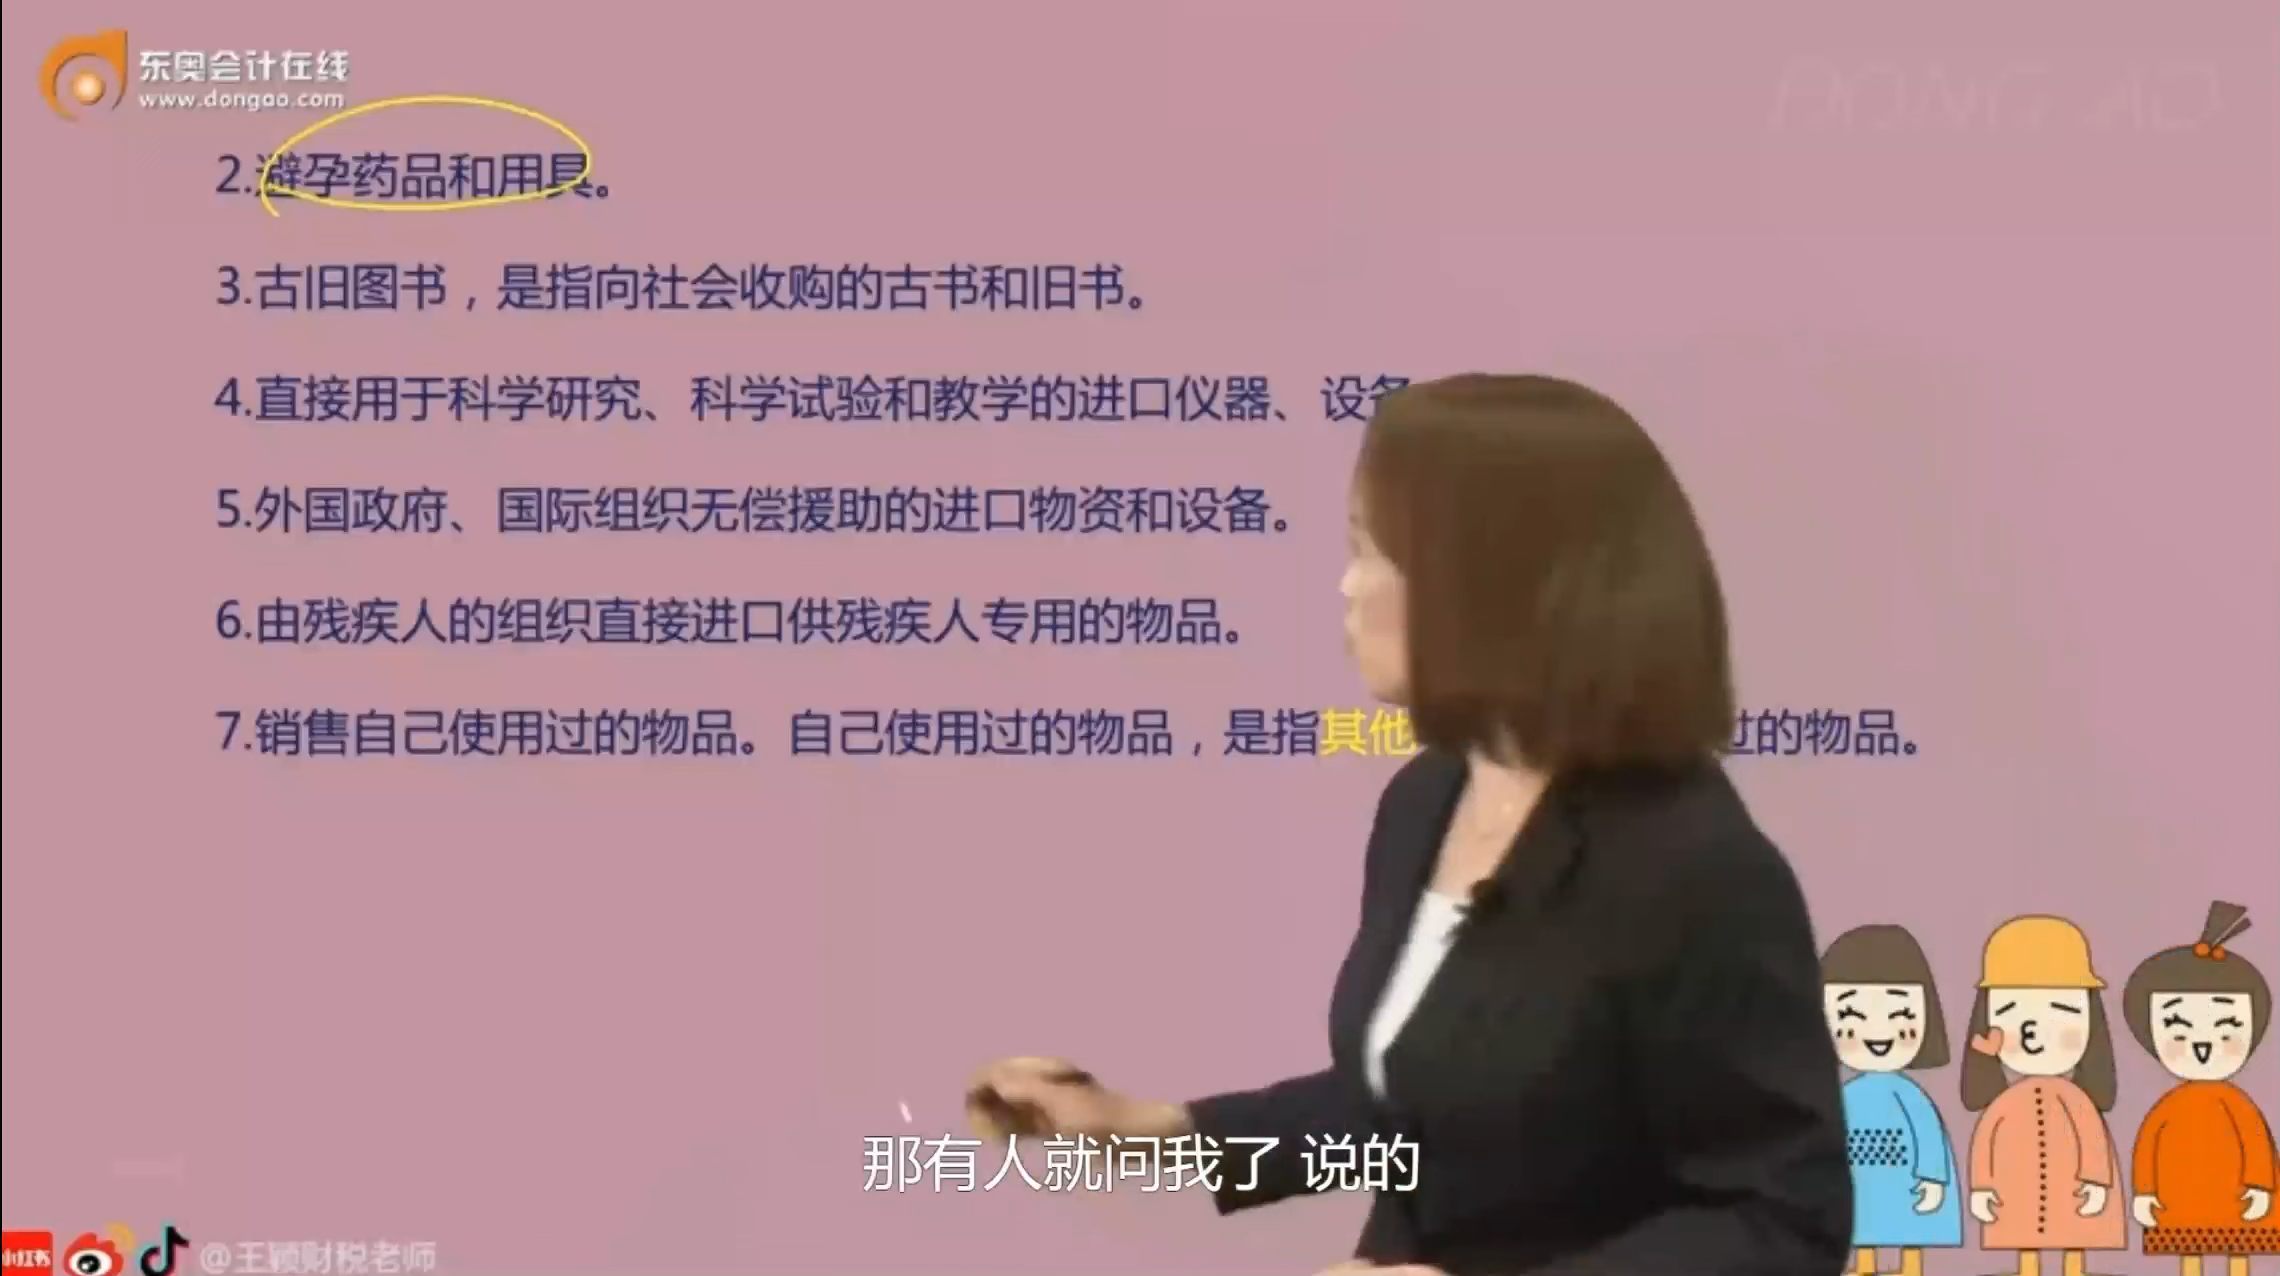 东奥会计在线
www.dongao.com
DONG AO
2.避孕药品和用具。
3.古旧图书，是指向社会收购的古书和旧书。
4.直接用于科学研究、科学试验和教学的进口仪器、设备
5.外国政府、国际组织无偿援助的进口物资和设备。
6.由残疾人的组织直接进口供残疾人专用的物品。
7.销售自己使用过的物品。自己使用过的物品，是指其他 过的物品。
那有人就问我了 说的
小红书
@王颖财税老师